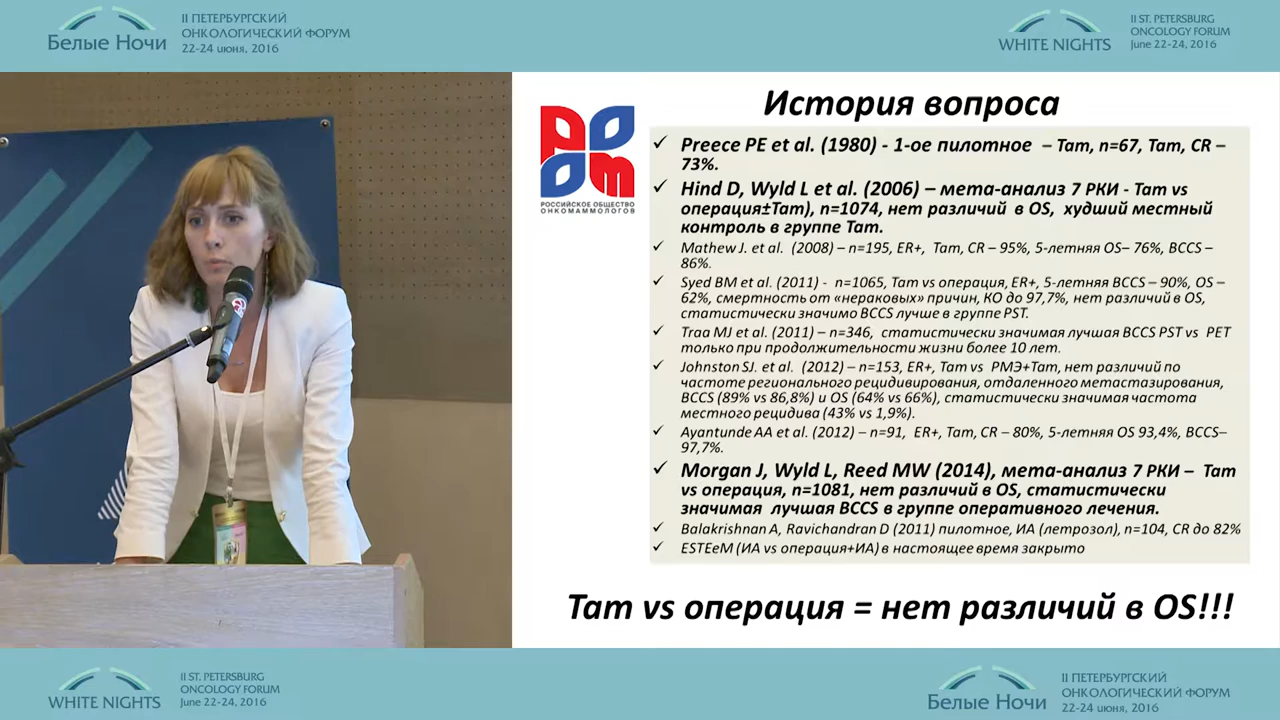 II ПЕТЕРБУРГСКИЙ
ОНКОЛОГИЧЕСКИЙ ФОРУМ
Белые Ночи
22-24 июня, 2016
II ST. PETERSBURG
ONCOLOGY FORUM
WHITE NIGHTS
June 22-24, 2016
История вопроса
РООМ
РОССИЙСКОЕ ОБЩЕСТВО
ОНКОМАММОЛОГОВ
✓ Preece PE et al. (1980) - 1-ое пилотное – Tam, n=67, Tam, CR –
73%.
✓ Hind D, Wyld L et al. (2006) – мета-анализ 7 РКИ - Tam vs
операция±Tam), n=1074, нет различий в OS, худший местный
контроль в группе Tam.
✓ Mathew J. et al. (2008) – n=195, ER+, Tam, CR – 95%, 5-летняя OS– 76%, BCCS –
86%.
✓ Syed BM et al. (2011) - n=1065, Tam vs операция, ER+, 5-летняя BCCS – 90%, OS –
62%, смертность от «нераковых» причин, КО до 97,7%, нет различий в OS,
статистически значимо BCCS лучше в группе PST.
✓ Traa MJ et al. (2011) – n=346, статистически значимая лучшая BCCS PST vs PET
только при продолжительности жизни более 10 лет.
✓ Johnston SJ. et al. (2012) – n=153, ER+, Tam vs РМЭ+Tam, нет различий по
частоте регионального рецидивирования, отдаленного метастазирования,
BCCS (89% vs 86,8%) и OS (64% vs 66%), статистически значимая частота
местного рецидива (43% vs 1,9%).
✓ Ayantunde AA et al. (2012) – n=91, ER+, Tam, CR – 80%, 5-летняя OS 93,4%, BCCS–
97,7%.
✓ Morgan J, Wyld L, Reed MW (2014), мета-анализ 7 РКИ – Tam
vs операция, n=1081, нет различий в OS, статистически
значимая лучшая BCCS в группе оперативного лечения.
✓ Balakrishnan A, Ravichandran D (2011) пилотное, ИА (летрозол), n=104, CR до 82%
✓ ESTEeM (ИА vs операция+ИА) в настоящее время закрыто
Tam vs операция = нет различий в OS!!!
II ST. PETERSBURG
ONCOLOGY FORUM
WHITE NIGHTS
June 22-24, 2016
II ПЕТЕРБУРГСКИЙ
ОНКОЛОГИЧЕСКИЙ ФОРУМ
Белые Ночи
22-24 июня, 2016